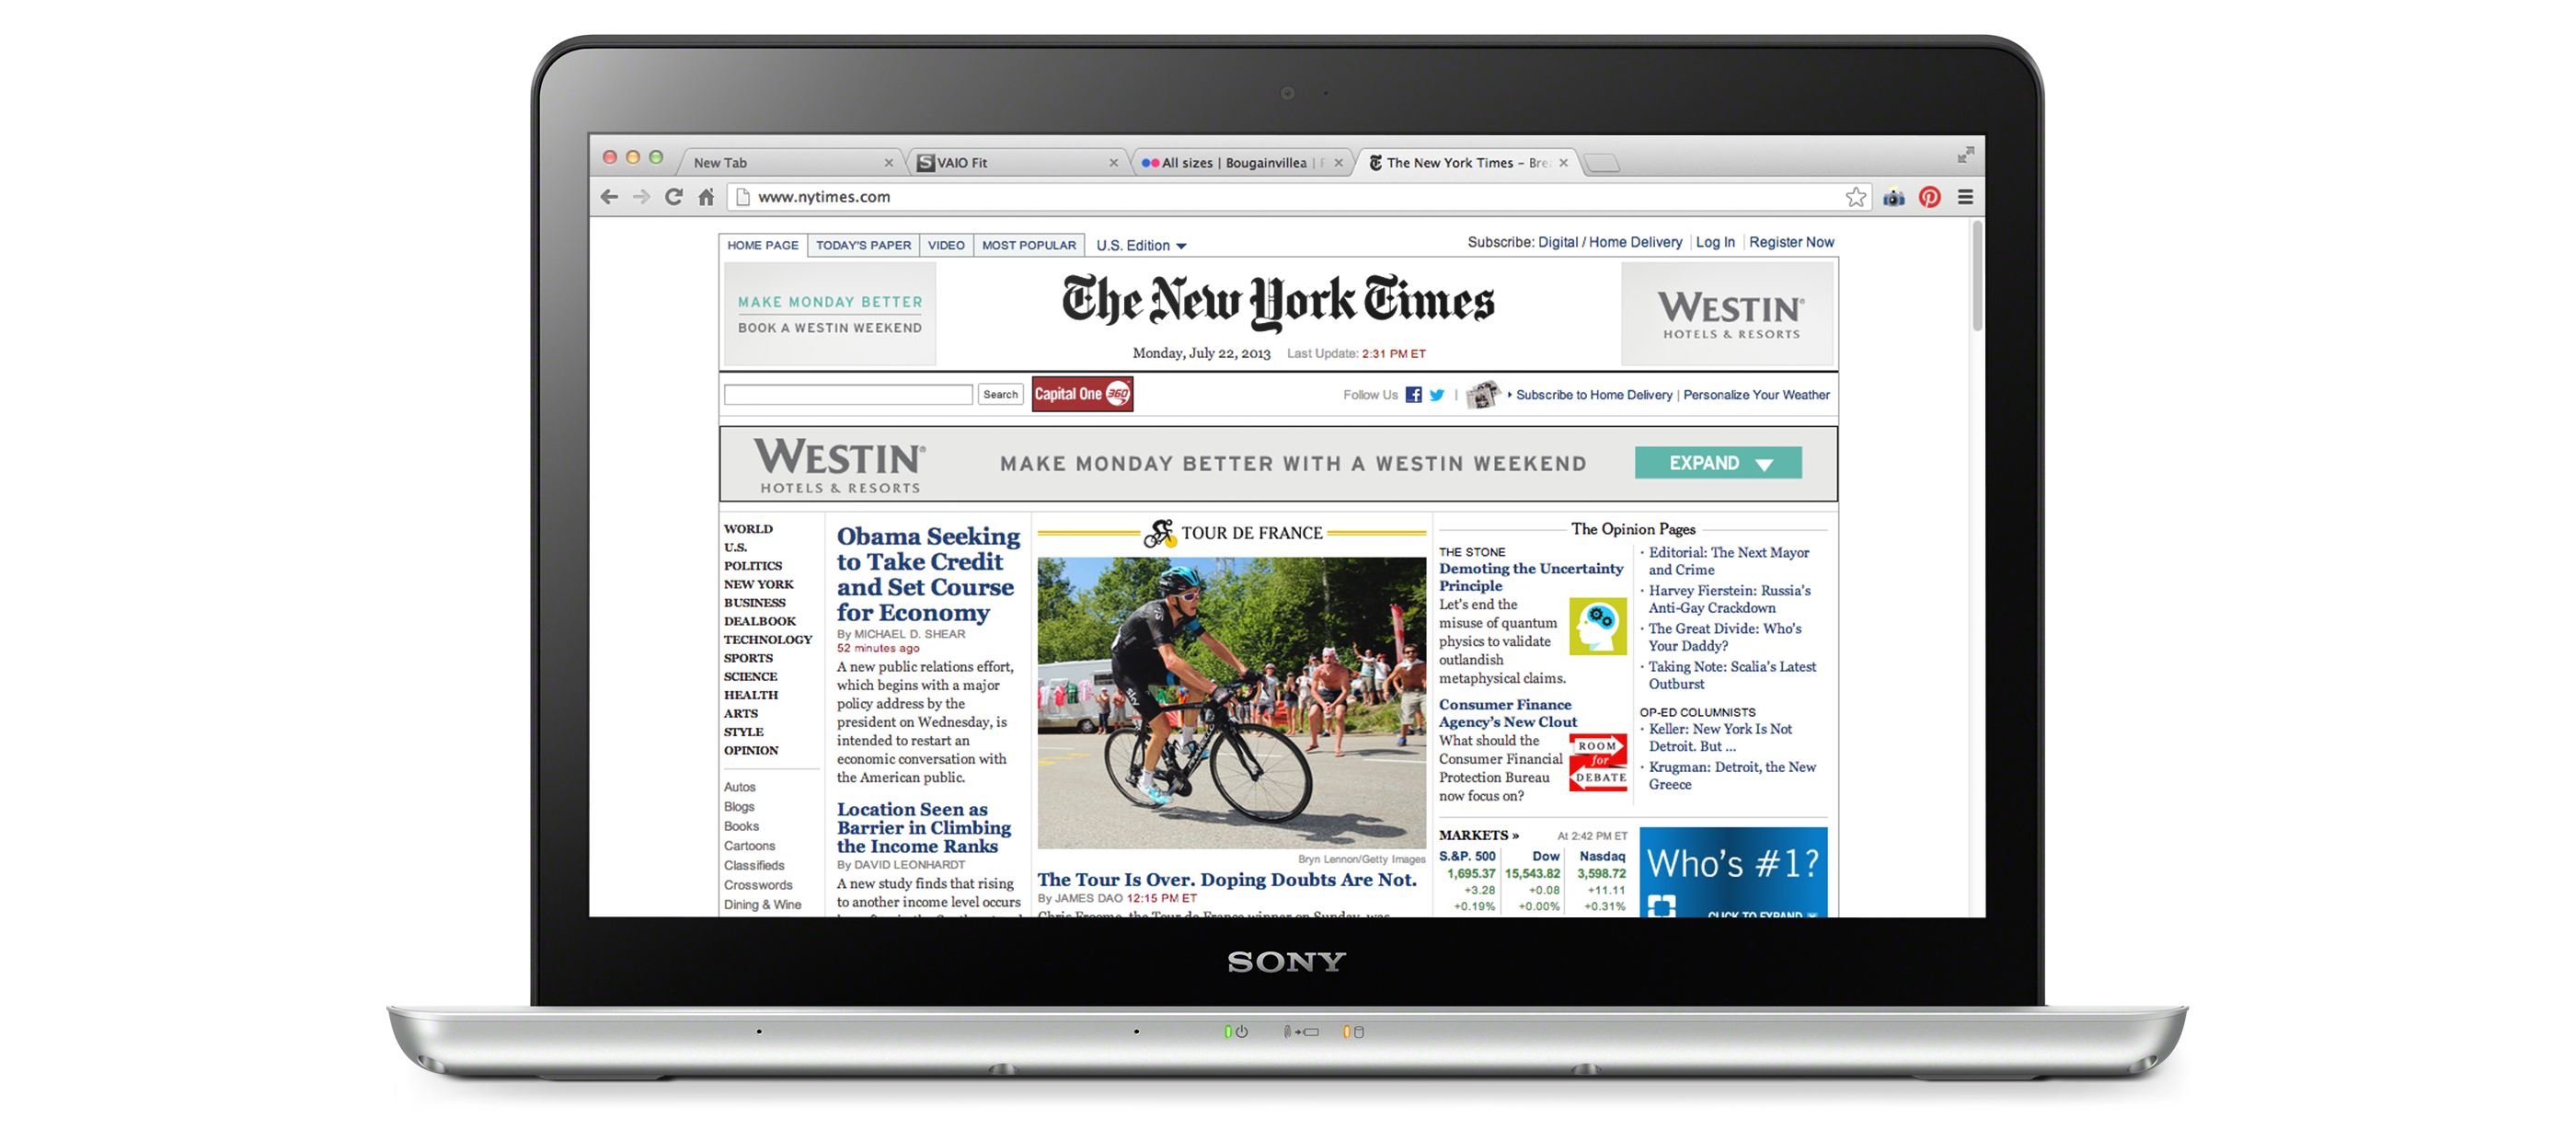 New Tab
VAIO Fit
All sizes | Bougainvillea |
The New York Times – Bre
www.nytimes.com
HOME PAGE
TODAY'S PAPER
VIDEO
MOST POPULAR
U.S. Edition
Subscribe: Digital / Home Delivery
Log In
Register Now
MAKE MONDAY BETTER
BOOK A WESTIN WEEKEND
The New York Times
Monday, July 22, 2013 Last Update: 2:31 PM ET
WESTIN®
HOTELS & RESORTS
Search
Capital One 360
Follow Us
Subscribe to Home Delivery | Personalize Your Weather
WESTIN®
HOTELS & RESORTS
MAKE MONDAY BETTER WITH A WESTIN WEEKEND
EXPAND
WORLD
U.S.
POLITICS
NEW YORK
BUSINESS
DEALBOOK
TECHNOLOGY
SPORTS
SCIENCE
HEALTH
ARTS
STYLE
OPINION
Autos
Blogs
Books
Cartoons
Classifieds
Crosswords
Dining & Wine
Obama Seeking
to Take Credit
and Set Course
for Economy
By MICHAEL D. SHEAR
52 minutes ago
A new public relations effort,
which begins with a major
policy address by the
president on Wednesday, is
intended to restart an
economic conversation with
the American public.
Location Seen as
Barrier in Climbing
the Income Ranks
By DAVID LEONHARDT
A new study finds that rising
to another income level occurs
TOUR DE FRANCE
SKY
Bryn Lennon/Getty Images
The Tour Is Over. Doping Doubts Are Not.
By JAMES DAO 12:15 PM ET
Chris Froome, the Tour de France winner on Sunday, was
The Opinion Pages
THE STONE
Demoting the Uncertainty
Principle
Let's end the
misuse of quantum
physics to validate
outlandish
metaphysical claims.
Consumer Finance
Agency's New Clout
What should the
Consumer Financial
Protection Bureau
now focus on?
ROOM
for
DEBATE
· Editorial: The Next Mayor
and Crime
· Harvey Fierstein: Russia's
Anti-Gay Crackdown
· The Great Divide: Who's
Your Daddy?
· Taking Note: Scalia's Latest
Outburst
OP-ED COLUMNISTS
· Keller: New York Is Not
Detroit. But ...
· Krugman: Detroit, the New
Greece
MARKETS » At 2:42 PM ET
S.&P. 500 Dow Nasdaq
1,695.37 15,543.82 3,598.72
+3.28 +0.08 +11.11
+0.19% +0.00% +0.31%
Who's #1?
CLICK TO EXPAND
SONY